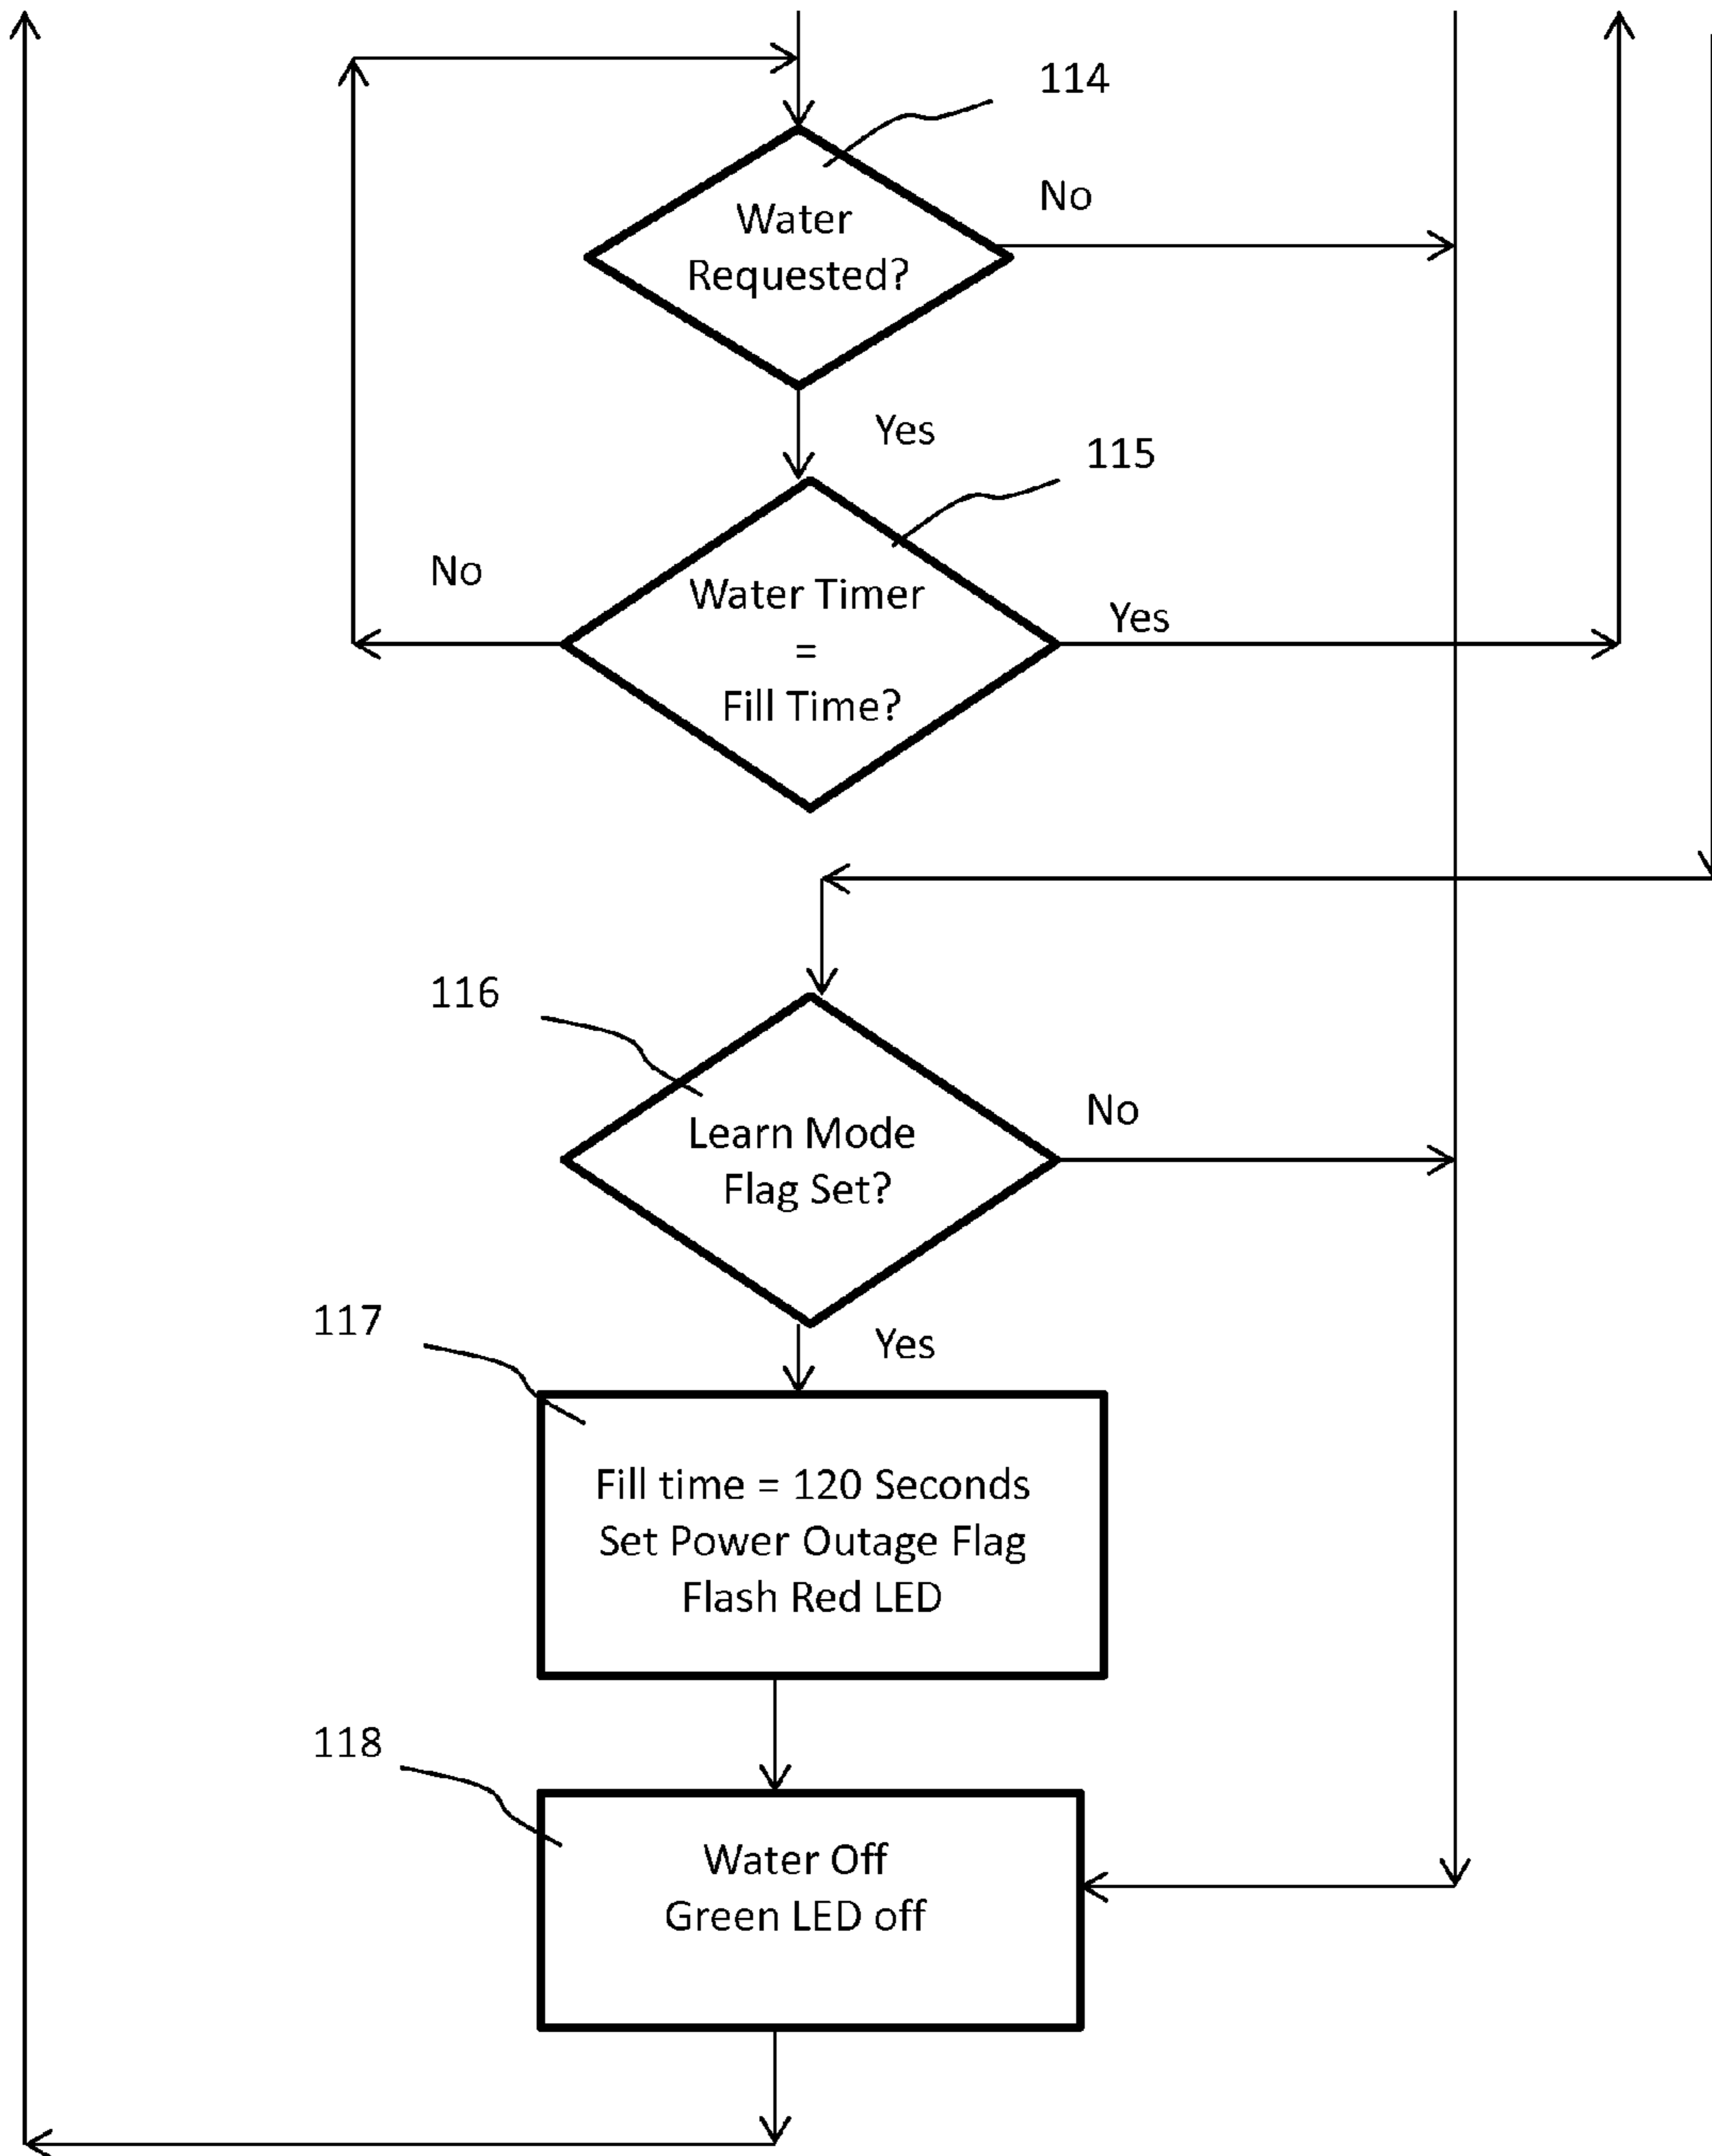 114
No
Water
Requested?
Yes
115
No
Water Timer
Yes
=
Fill Time?
116
No
Learn Mode
Flag Set?
117
Yes
Fill time = 120 Seconds
Set Power Outage Flag
Flash Red LED
118
Water Off
Green LED off